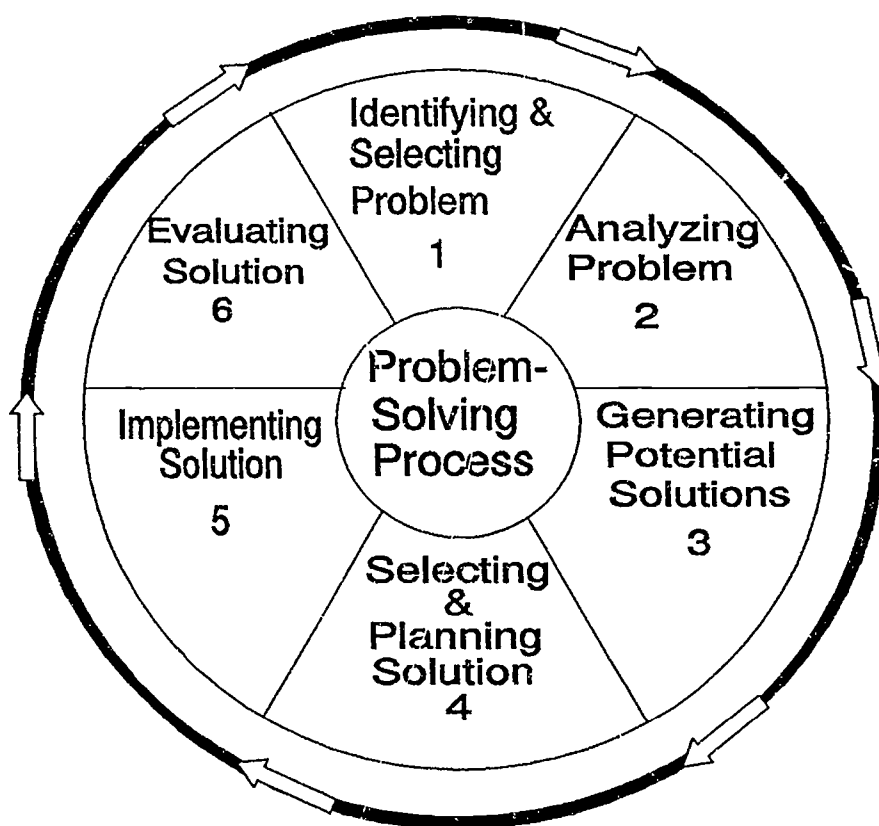 Identifying &
Selecting
Problem
1
Analyzing
Problem
2
Generating
Potential
Solutions
3
Selecting
&
Planning
Solution
4
Implementing
Solution
5
Evaluating
Solution
6
Problem-
Solving
Process